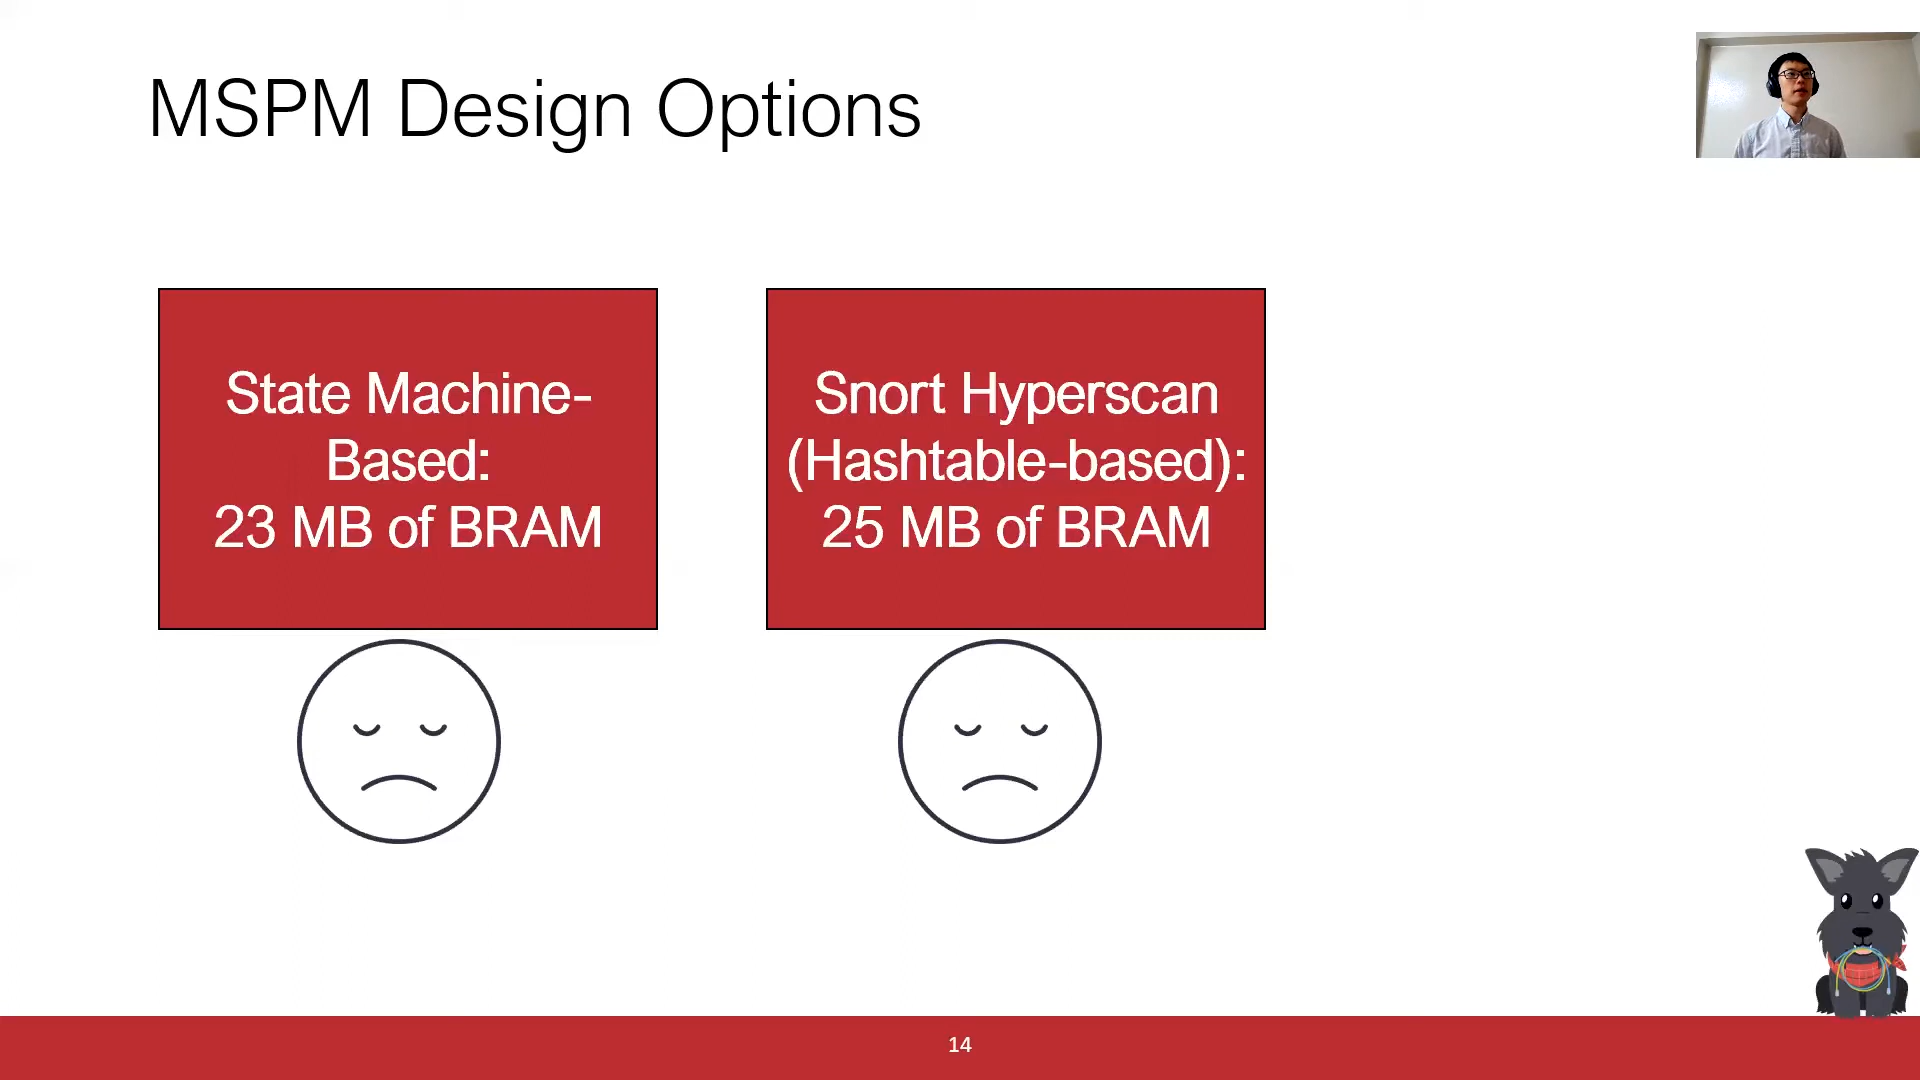 MSPM Design Options
State Machine-
Based:
23 MB of BRAM
Snort Hyperscan
(Hashtable-based):
25 MB of BRAM
14